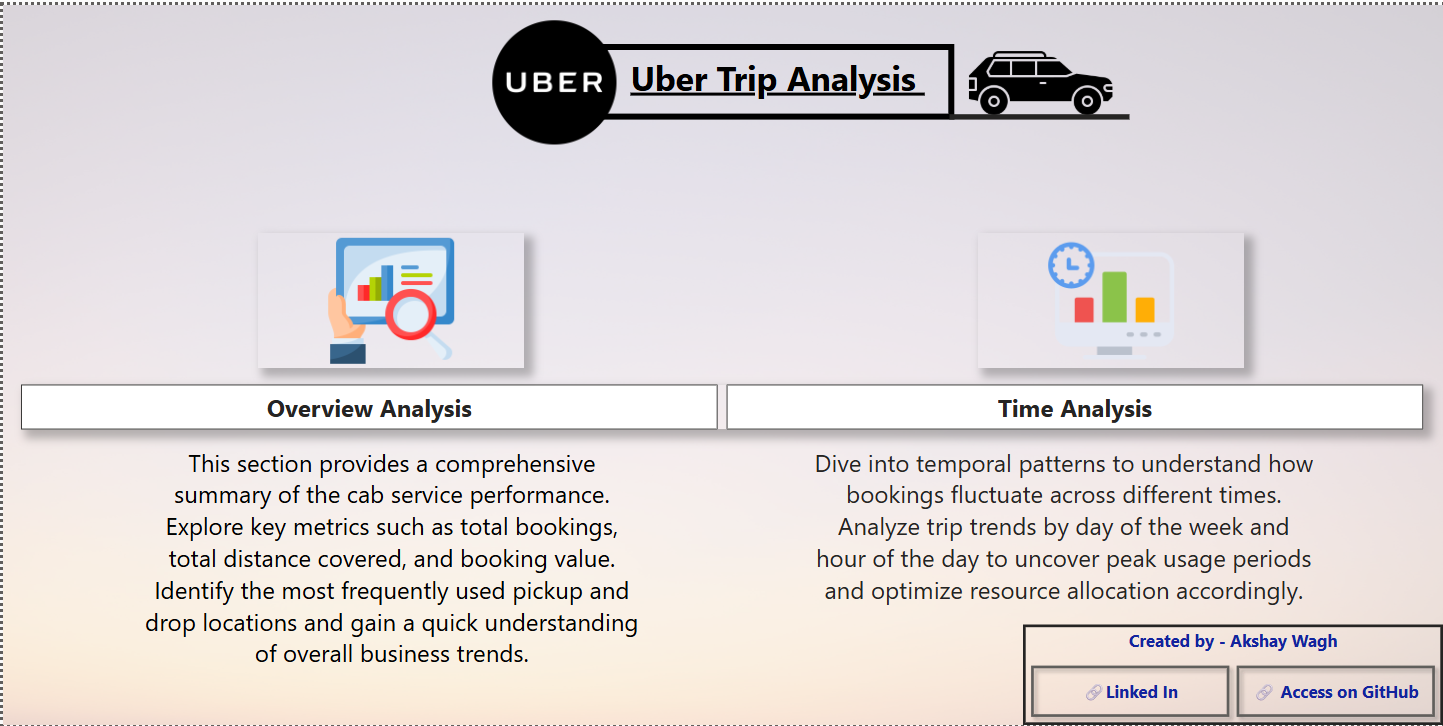 UBER
Uber Trip Analysis
Overview Analysis
This section provides a comprehensive
summary of the cab service performance.
Explore key metrics such as total bookings,
total distance covered, and booking value.
Identify the most frequently used pickup and
drop locations and gain a quick understanding
of overall business trends.
Time Analysis
Dive into temporal patterns to understand how
bookings fluctuate across different times.
Analyze trip trends by day of the week and
hour of the day to uncover peak usage periods
and optimize resource allocation accordingly.
Created by - Akshay Wagh
Linked In
Access on GitHub